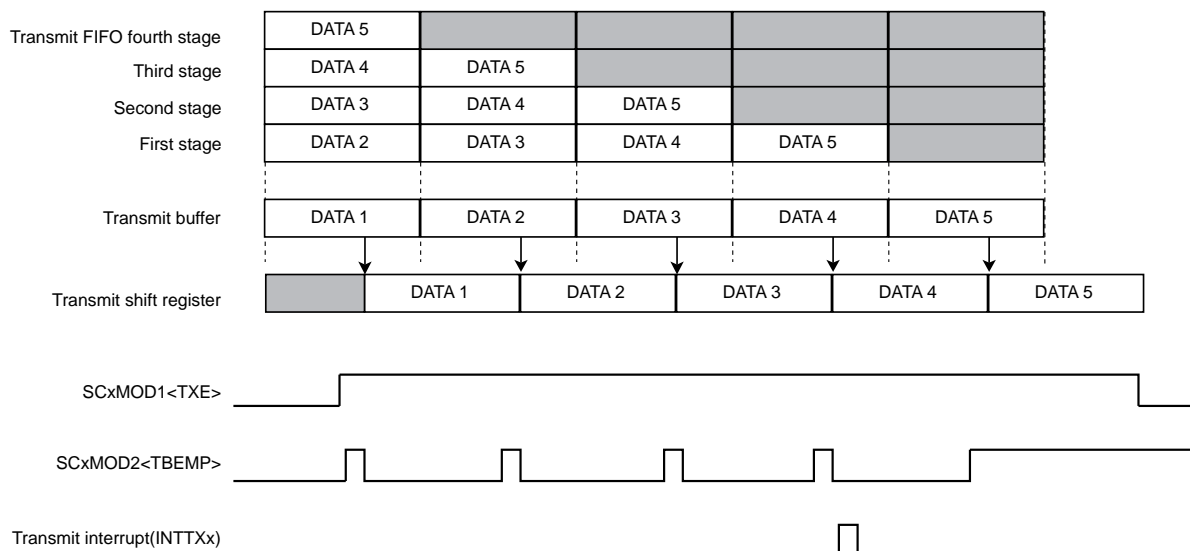 Transmit FIFO fourth stage DATA 5
Third stage DATA 4 DATA 5
Second stage DATA 3 DATA 4 DATA 5
First stage DATA 2 DATA 3 DATA 4 DATA 5
Transmit buffer DATA 1 DATA 2 DATA 3 DATA 4 DATA 5
Transmit shift register DATA 1 DATA 2 DATA 3 DATA 4 DATA 5
SCxMOD1<TXE>
SCxMOD2<TBEMP>
Transmit interrupt(INTTXx)